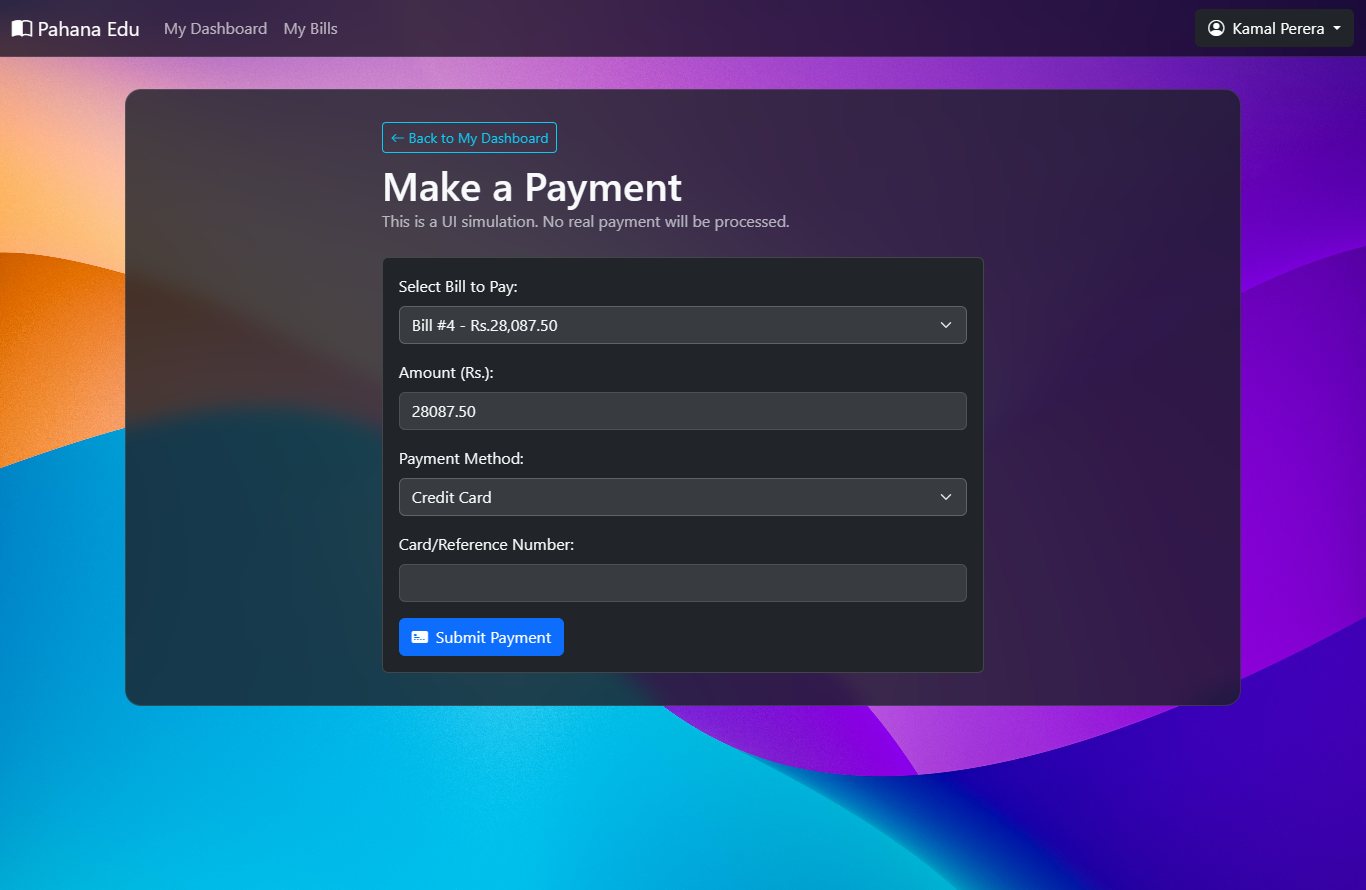 Pahana Edu My Dashboard My Bills Kamal Perera
Back to My Dashboard
Make a Payment
This is a UI simulation. No real payment will be processed.
Select Bill to Pay:
Bill #4 - Rs.28,087.50
Amount (Rs.):
28087.50
Payment Method:
Credit Card
Card/Reference Number:
Submit Payment